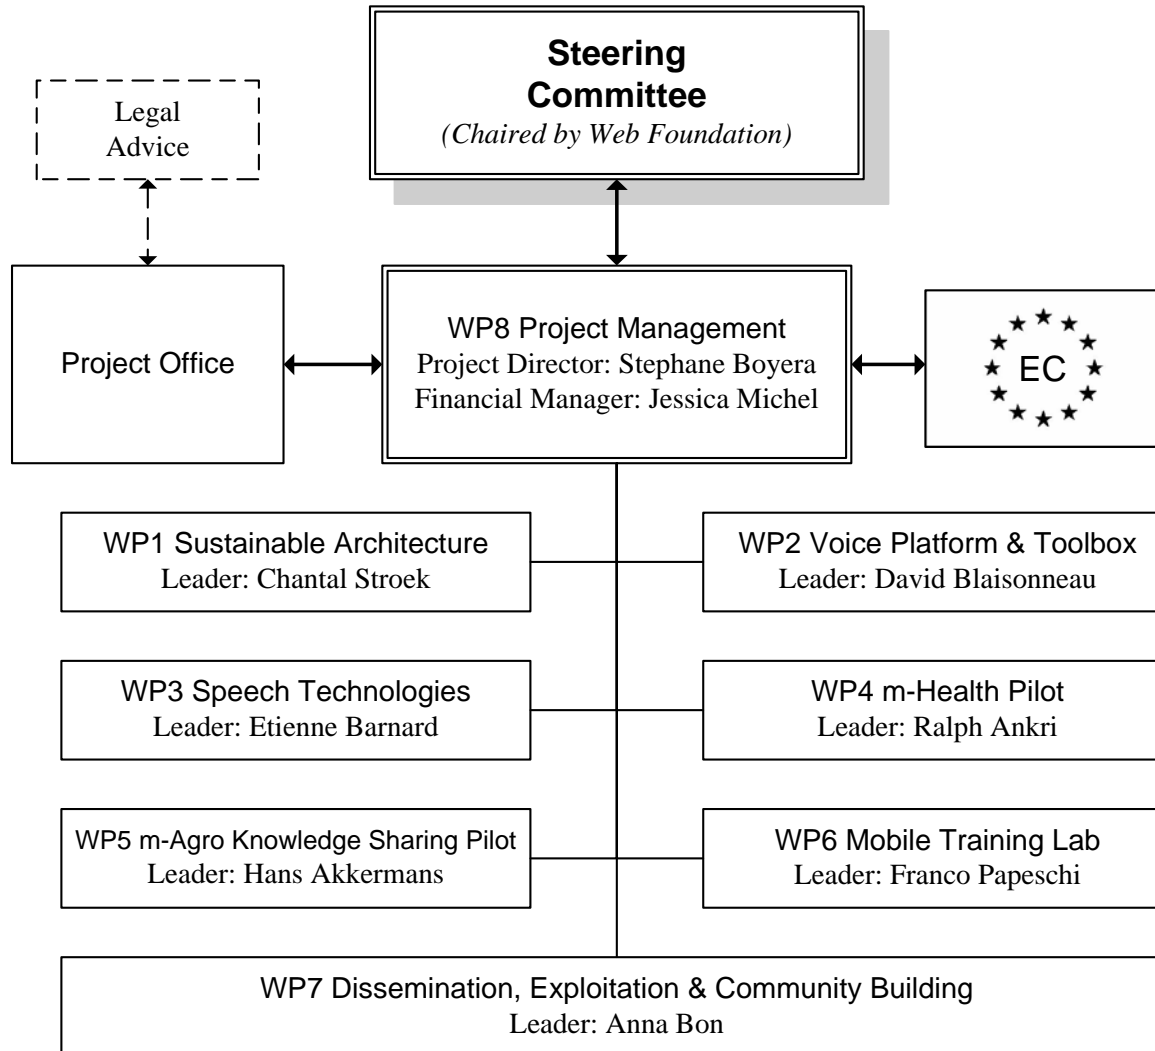 Steering
Committee
(Chaired by Web Foundation)
Legal
Advice
Project Office
WP8 Project Management
Project Director: Stephane Boyera
Financial Manager: Jessica Michel
EC
WP1 Sustainable Architecture
Leader: Chantal Stroek
WP2 Voice Platform & Toolbox
Leader: David Blaisonneau
WP3 Speech Technologies
Leader: Etienne Barnard
WP4 m-Health Pilot
Leader: Ralph Ankri
WP5 m-Agro Knowledge Sharing Pilot
Leader: Hans Akkermans
WP6 Mobile Training Lab
Leader: Franco Papeschi
WP7 Dissemination, Exploitation & Community Building
Leader: Anna Bon